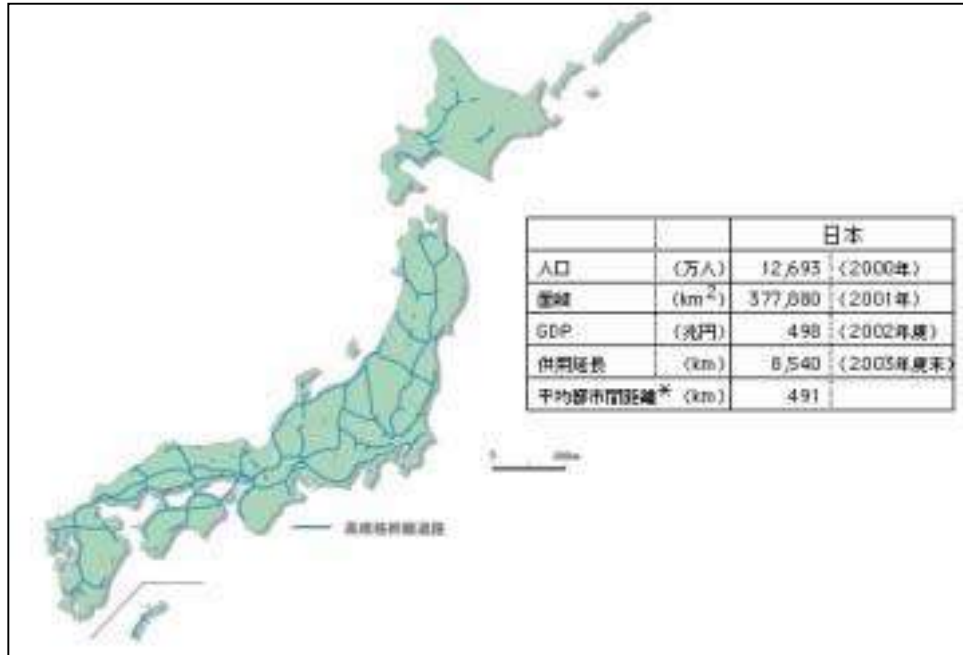 日本
人口 (万人) 12,693 (2000年)
面積 (km²) 377,880 (2001年)
GDP (兆円) 498 (2002年度)
供用延長 (km) 8,540 (2003年度末)
平均都市間距離* (km) 491
0
高規格幹線道路